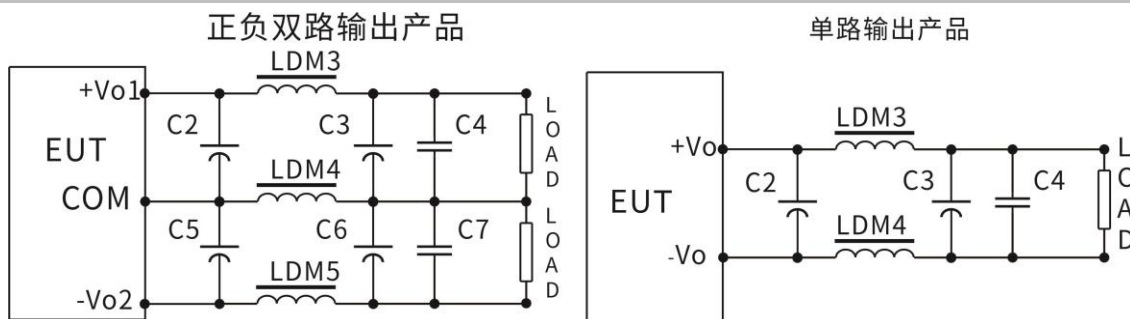 正负双路输出产品
LDM3
+Vo1
C2
C3
C4
LOAD
EUT
LDM4
COM
C5
C6
C7
LOAD
LDM5
-Vo2
单路输出产品
LDM3
+Vo
C2
C3
C4
LOAD
EUT
LDM4
-Vo